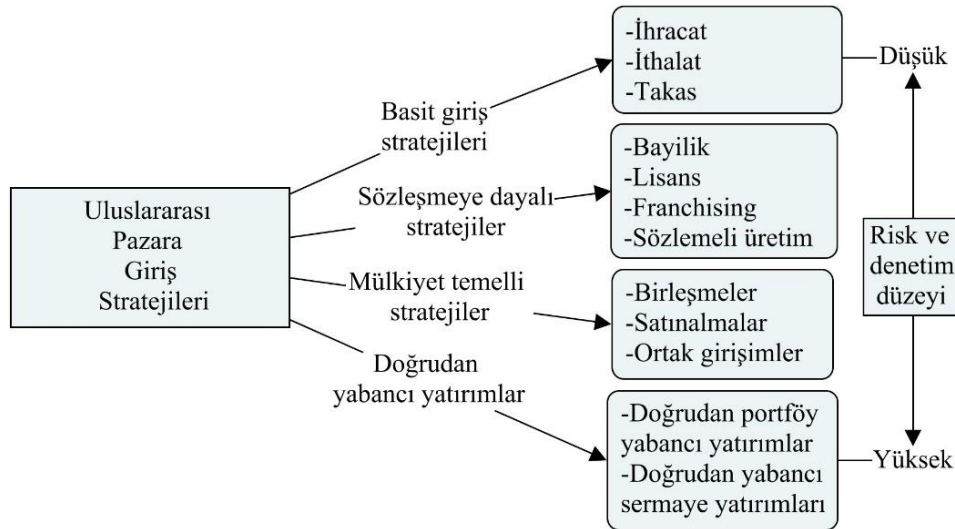 Uluslararası
Pazara
Giriş
Stratejileri
Basit giriş
stratejileri
-İhracat
-İthalat
-Takas
Sözleşmeye dayalı
stratejiler
-Bayilik
-Lisans
-Franchising
-Sözlemeli üretim
Mülkiyet temelli
stratejiler
-Birleşmeler
-Satınalmalar
-Ortak girişimler
Doğrudan
yabancı yatırımlar
-Doğrudan portföy
yabancı yatırımlar
-Doğrudan yabancı
sermaye yatırımları
Düşük
Risk ve
denetim
düzeyi
Yüksek